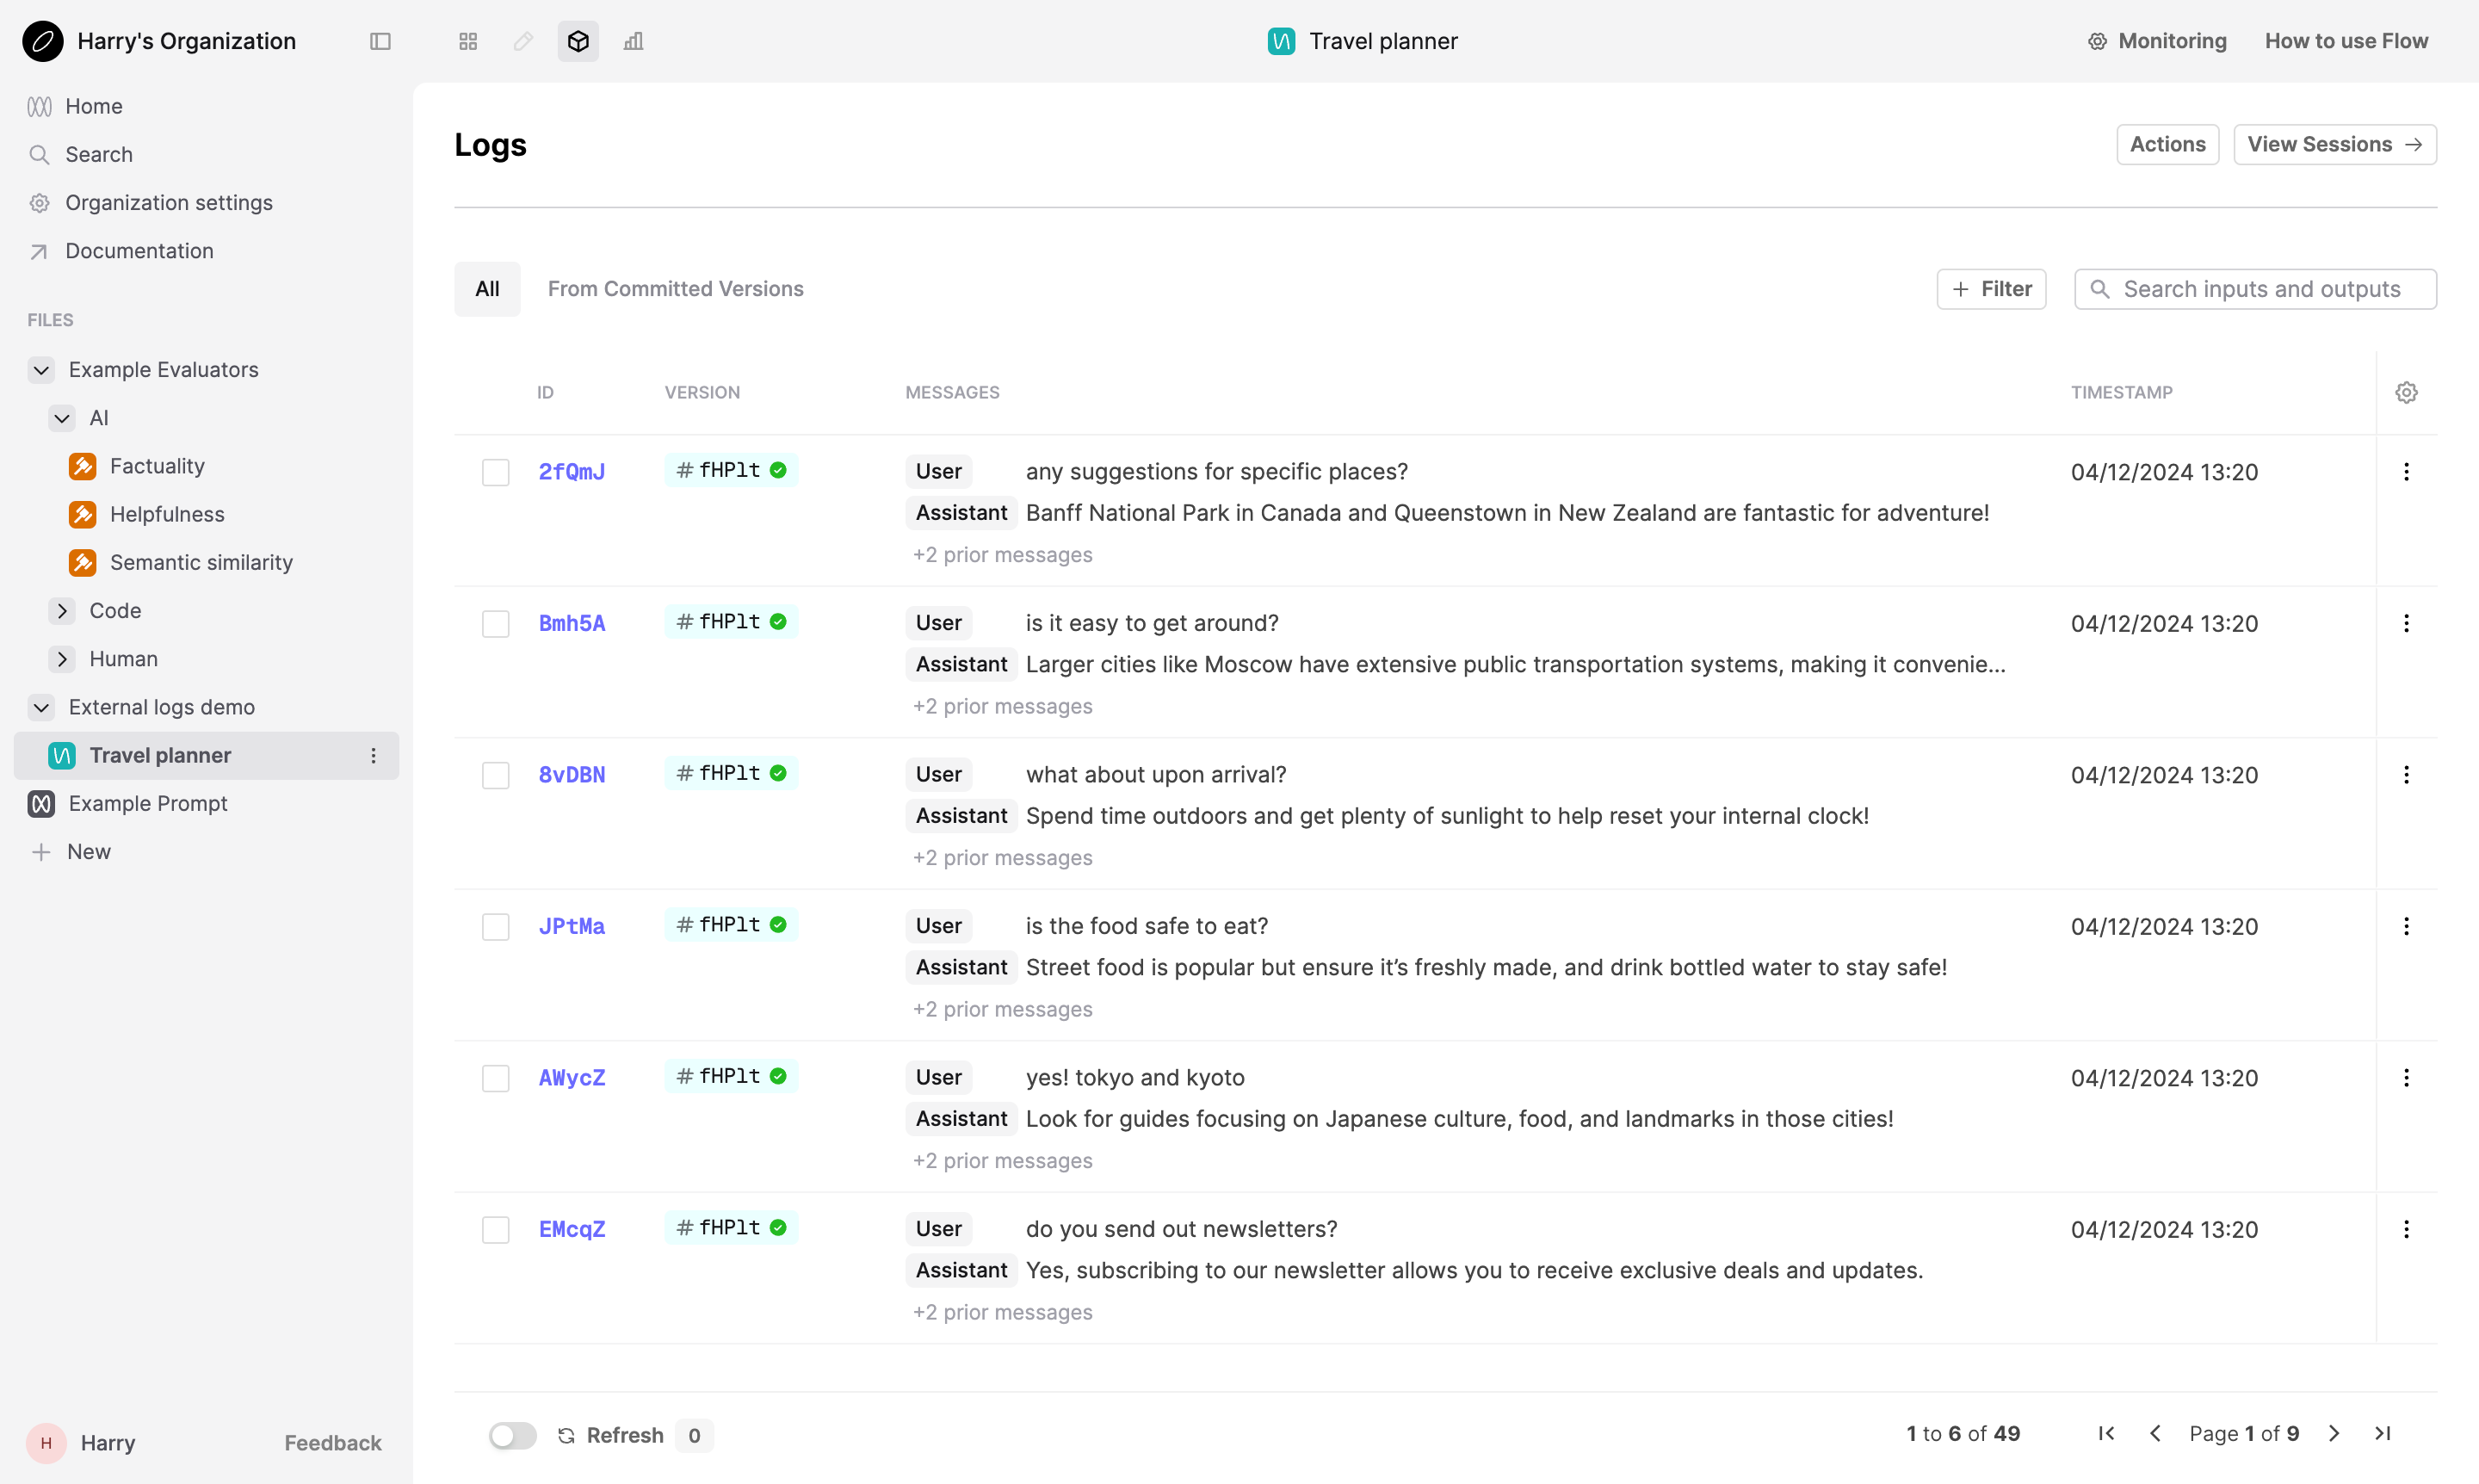 Harry's Organization
Travel planner
Monitoring
How to use Flow
Home
Search
Organization settings
Documentation
FILES
Example Evaluators
AI
Factuality
Helpfulness
Semantic similarity
Code
Human
External logs demo
Travel planner
Example Prompt
New
H Harry
Feedback
Logs
Actions
View Sessions →
All
From Committed Versions
+ Filter
Search inputs and outputs
ID VERSION MESSAGES TIMESTAMP
2fQmJ # fHPlt User any suggestions for specific places? 04/12/2024 13:20
Assistant Banff National Park in Canada and Queenstown in New Zealand are fantastic for adventure!
+2 prior messages
Bmh5A # fHPlt User is it easy to get around? 04/12/2024 13:20
Assistant Larger cities like Moscow have extensive public transportation systems, making it convenie...
+2 prior messages
8vDBN # fHPlt User what about upon arrival? 04/12/2024 13:20
Assistant Spend time outdoors and get plenty of sunlight to help reset your internal clock!
+2 prior messages
JPtMa # fHPlt User is the food safe to eat? 04/12/2024 13:20
Assistant Street food is popular but ensure it’s freshly made, and drink bottled water to stay safe!
+2 prior messages
AWycZ # fHPlt User yes! tokyo and kyoto 04/12/2024 13:20
Assistant Look for guides focusing on Japanese culture, food, and landmarks in those cities!
+2 prior messages
EMcqZ # fHPlt User do you send out newsletters? 04/12/2024 13:20
Assistant Yes, subscribing to our newsletter allows you to receive exclusive deals and updates.
+2 prior messages
Refresh 0
1 to 6 of 49
Page 1 of 9